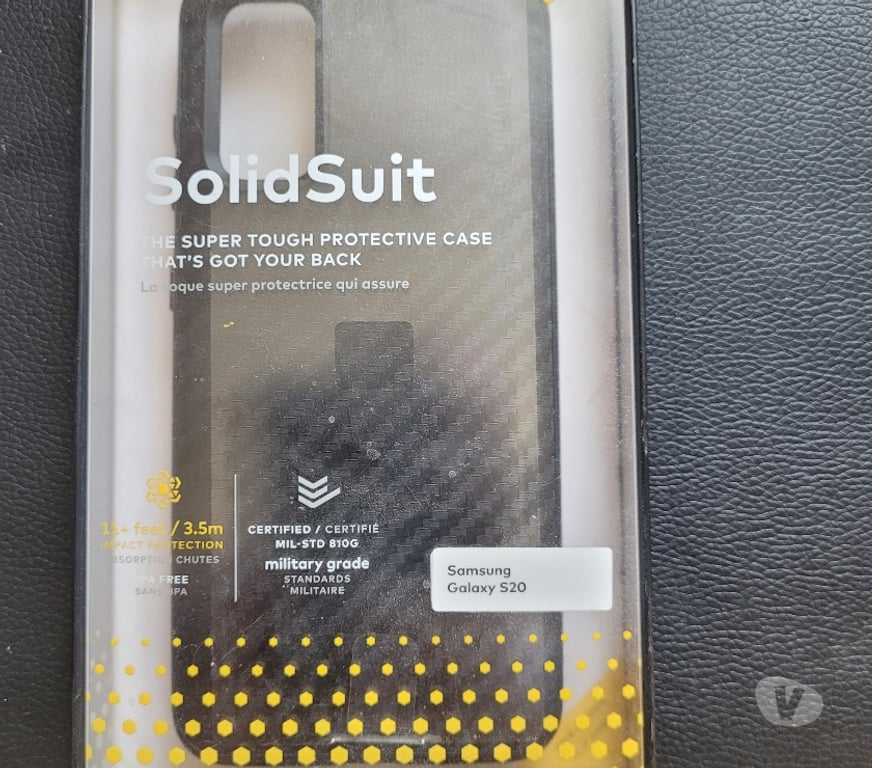 SolidSuit
THE SUPER TOUGH PROTECTIVE CASE
THAT'S GOT YOUR BACK
La coque super protectrice qui assure
11+ feet / 3.5m
IMPACT PROTECTION
ABSORPTION CHUTES
BPA FREE
SANS BPA
CERTIFIED / CERTIFIÉ
MIL-STD 810G
military grade
STANDARDS
MILITAIRE
Samsung
Galaxy S20
V